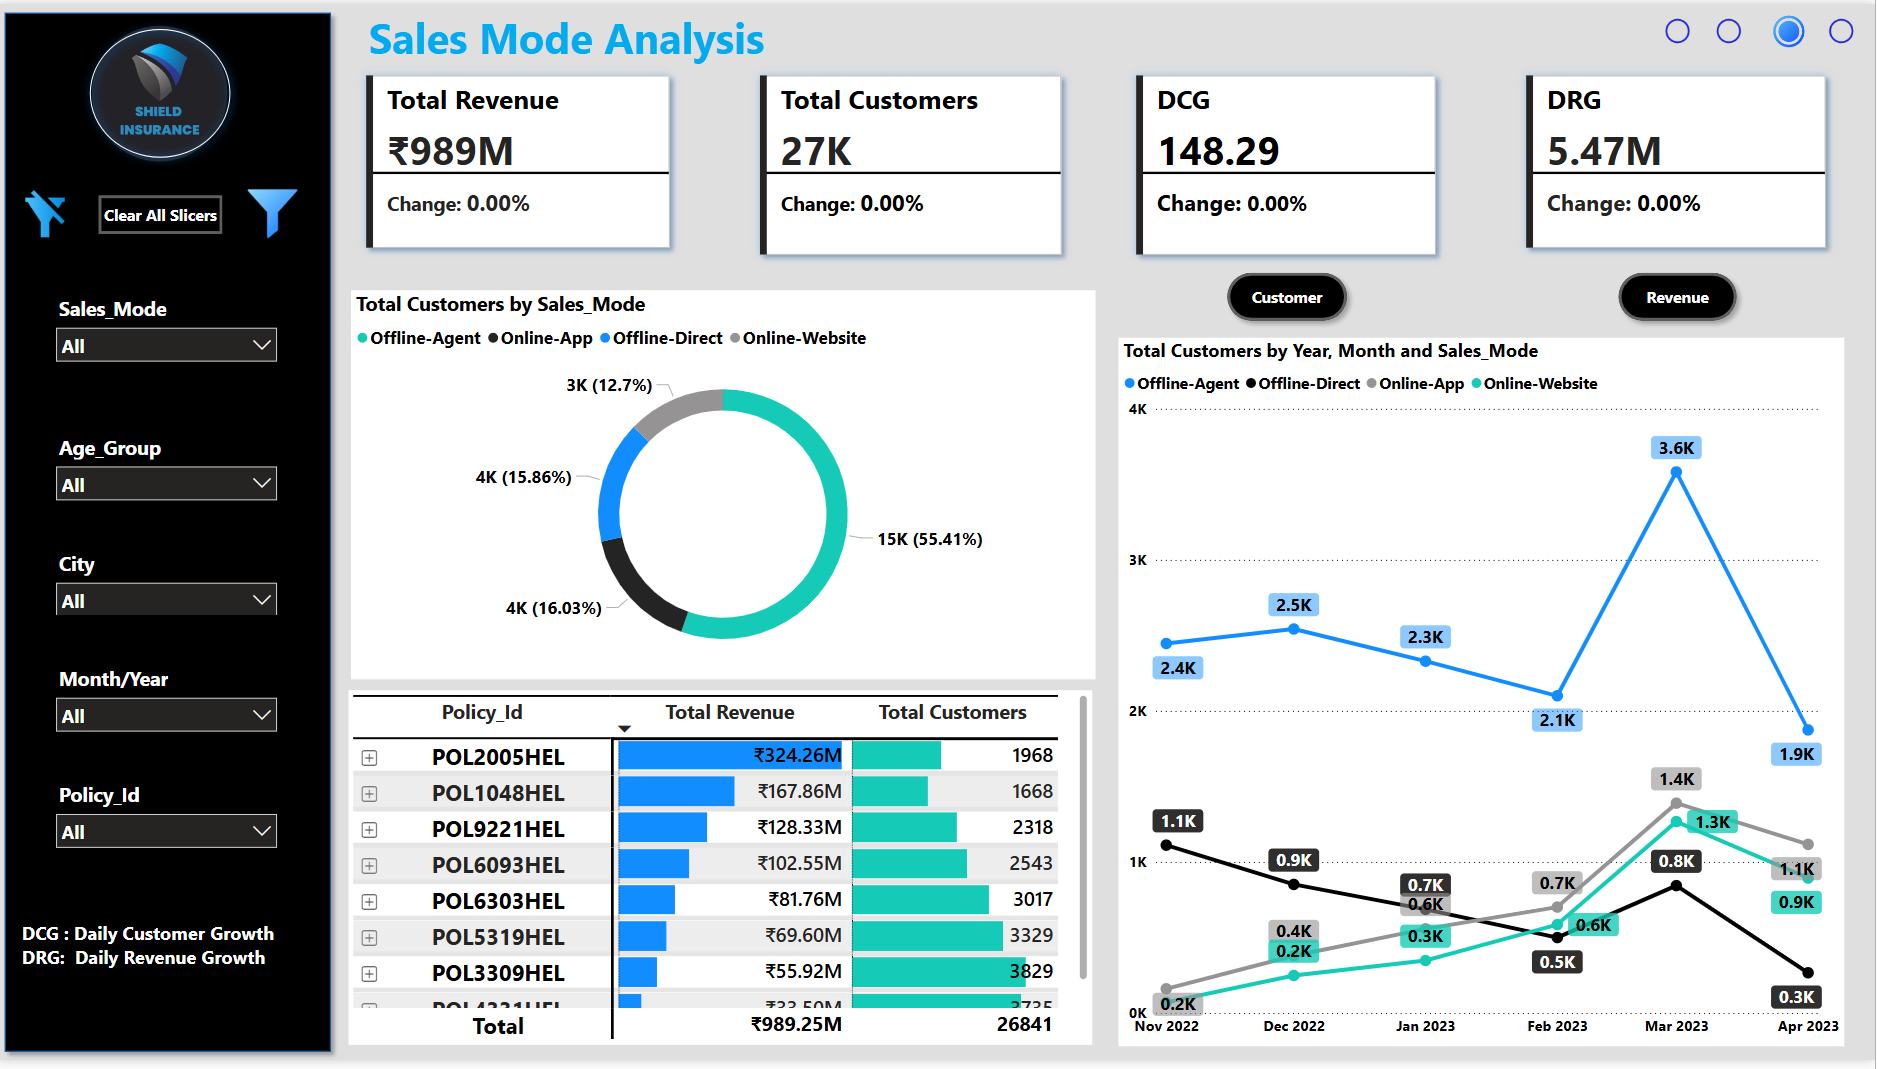 SHIELD
INSURANCE
Clear All Slicers
Sales_Mode
All
Age_Group
All
City
All
Month/Year
All
Policy_Id
All
DCG : Daily Customer Growth
DRG: Daily Revenue Growth
Sales Mode Analysis
Total Revenue
₹989M
Change: 0.00%
Total Customers
27K
Change: 0.00%
DCG
148.29
Change: 0.00%
DRG
5.47M
Change: 0.00%
Customer
Revenue
Total Customers by Sales_Mode
Offline-Agent Online-App Offline-Direct Online-Website
3K (12.7%)
4K (15.86%)
15K (55.41%)
4K (16.03%)
Policy_Id Total Revenue Total Customers
POL2005HEL ₹324.26M 1968
POL1048HEL ₹167.86M 1668
POL9221HEL ₹128.33M 2318
POL6093HEL ₹102.55M 2543
POL6303HEL ₹81.76M 3017
POL5319HEL ₹69.60M 3329
POL3309HEL ₹55.92M 3829
POL4331HEL ₹33.50M 3735
Total ₹989.25M 26841
Total Customers by Year, Month and Sales_Mode
Offline-Agent Offline-Direct Online-App Online-Website
4K
3.6K
3K
2.5K
2.3K
2.4K
2K
2.1K
1.9K
1.4K
1.1K
1.3K
1K
0.9K
0.8K
1.1K
0.7K
0.7K
0.6K
0.9K
0.4K
0.6K
0.2K
0.3K
0.5K
0.3K
0.2K
0K
Nov 2022 Dec 2022 Jan 2023 Feb 2023 Mar 2023 Apr 2023